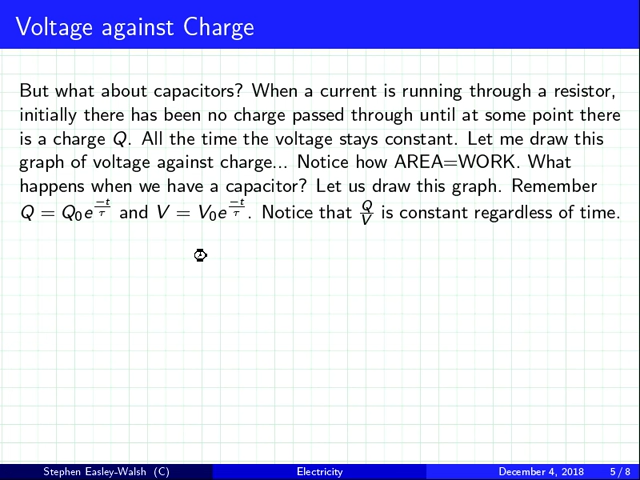 Voltage against Charge
But what about capacitors? When a current is running through a resistor,
initially there has been no charge passed through until at some point there
is a charge Q. All the time the voltage stays constant. Let me draw this
graph of voltage against charge... Notice how AREA=WORK. What
happens when we have a capacitor? Let us draw this graph. Remember
Q = Q₀e^{\frac{-t}{τ}} and V = V₀e^{\frac{-t}{τ}}. Notice that \frac{Q}{V} is constant regardless of time.
Stephen Easley-Walsh (C) Electricity December 4, 2018 5 / 8